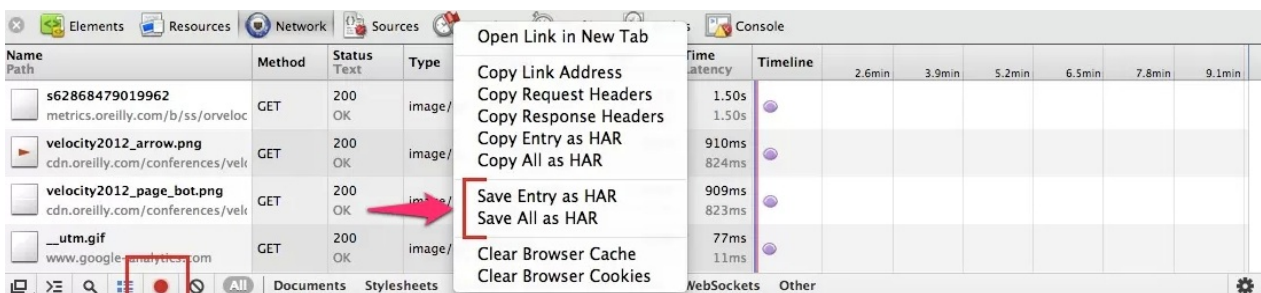 Elements Resources Network Sources Console
Name Method Status Type Time Timeline
Path Text Latency 2.6min 3.9min 5.2min 6.5min 7.8min 9.1min
Open Link in New Tab
Copy Link Address
Copy Request Headers
Copy Response Headers
Copy Entry as HAR
Copy All as HAR
Save Entry as HAR
Save All as HAR
Clear Browser Cache
Clear Browser Cookies
s62868479019962 GET 200 image/ 1.50s
metrics.oreilly.com/b/ss/orveloc OK 1.50s
velocity2012_arrow.png GET 200 image/ 910ms
cdn.oreilly.com/conferences/velo OK 824ms
velocity2012_page_bot.png GET 200 909ms
cdn.oreilly.com/conferences/velo OK 823ms
__utm.gif GET 200 image/ 77ms
www.google-analytics.com OK 11ms
All Documents Stylesheets WebSockets Other